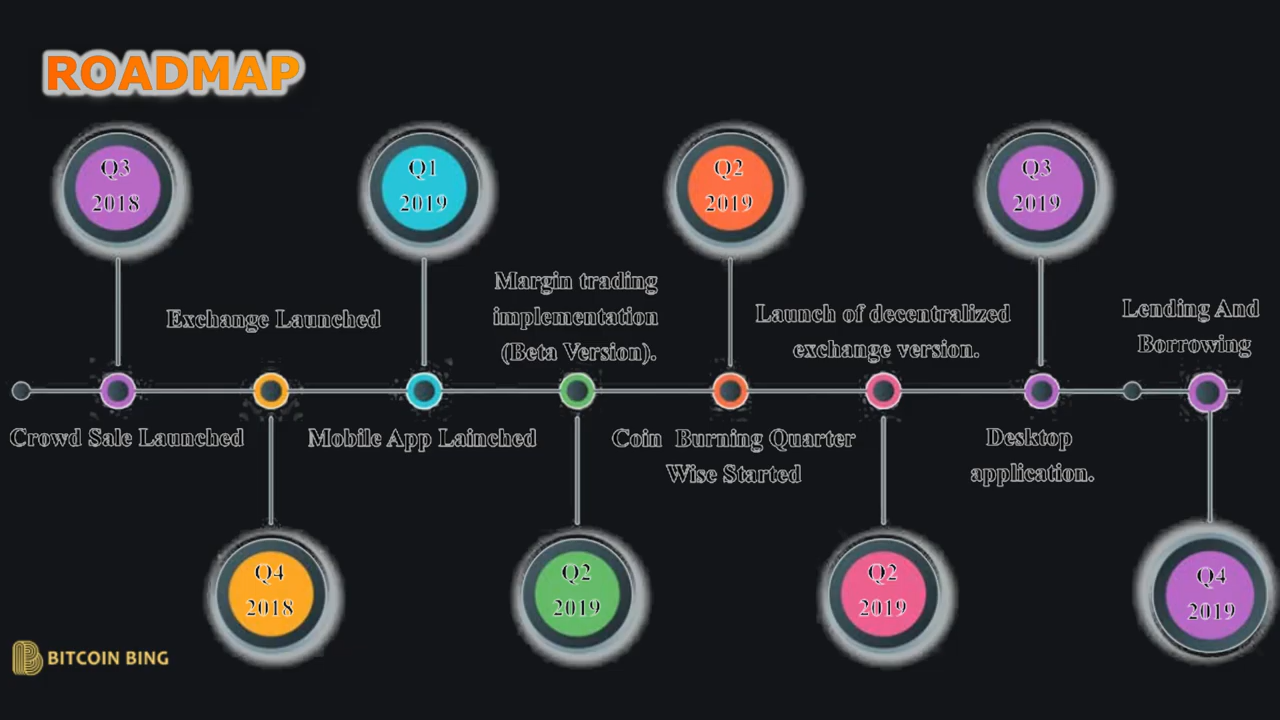 ROADMAP
Q3
2018
Q1
2019
Q2
2019
Q3
2019
Exchange Launched
Margin trading
implementation
(Beta Version).
Launch of decentralized
exchange version.
Lending And
Borrowing
Crowd Sale Launched
Mobile App Lainched
Coin Burning Quarter
Wise Started
Desktop
application.
Q4
2018
Q2
2019
Q2
2019
Q4
2019
BITCOIN BING